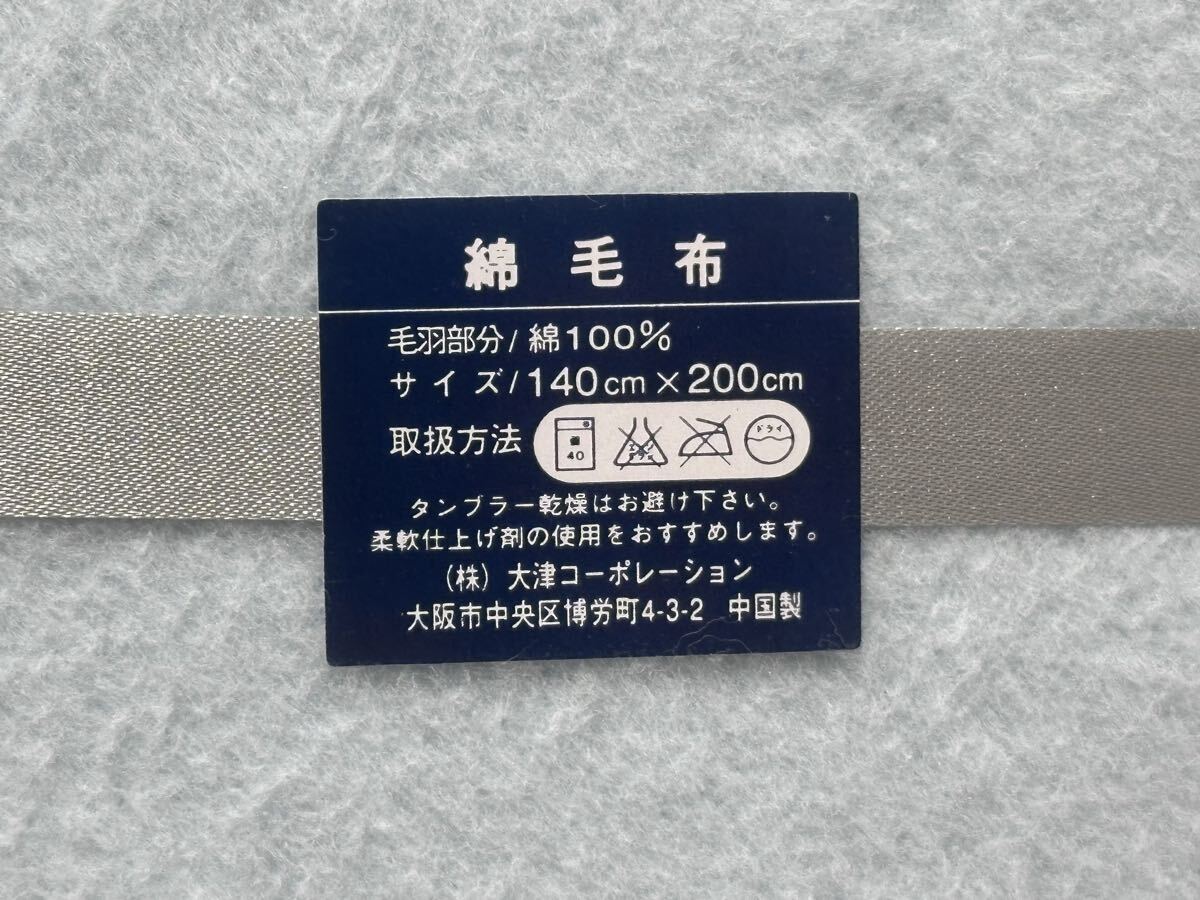 綿毛布
毛羽部分/綿100%
サイズ/140cm×200cm
取扱方法 40 ドライ
タンブラー乾燥はお避け下さい。
柔軟仕上げ剤の使用をおすすめします。
(株)大津コーポレーション
大阪市中央区博労町4-3-2 中国製